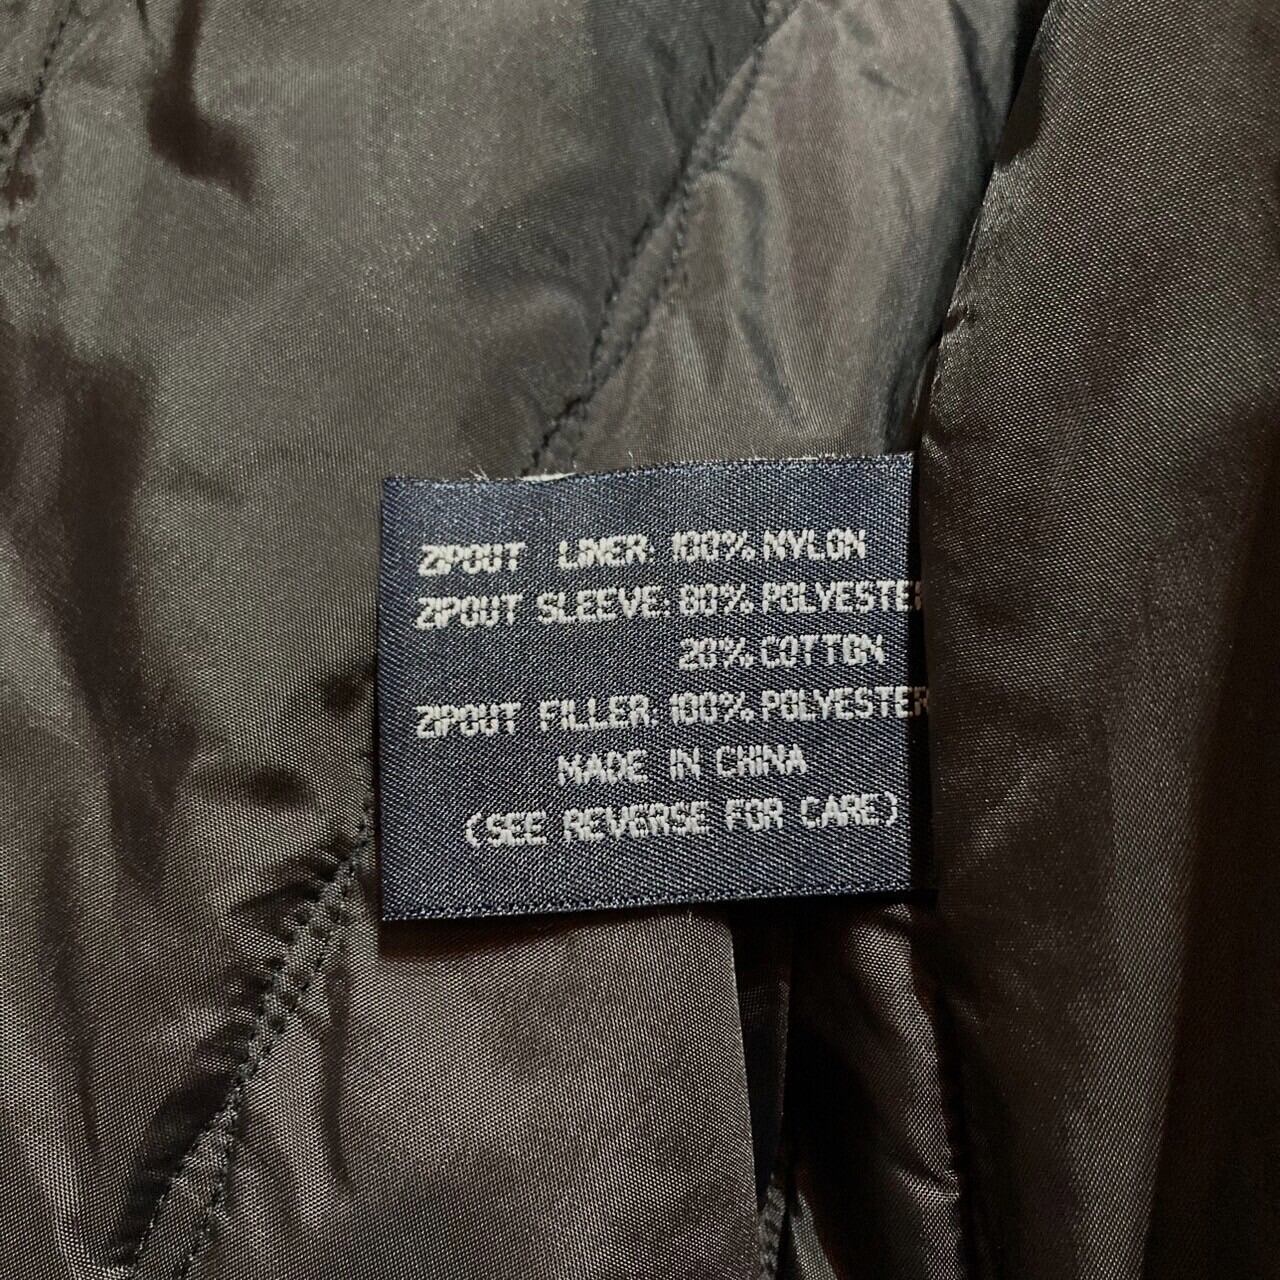 ZIPOUT LINER: 100% NYLON
ZIPOUT SLEEVE: 80% POLYESTER
20% COTTON
ZIPOUT FILLER: 100% POLYESTER
MADE IN CHINA
(SEE REVERSE FOR CARE)